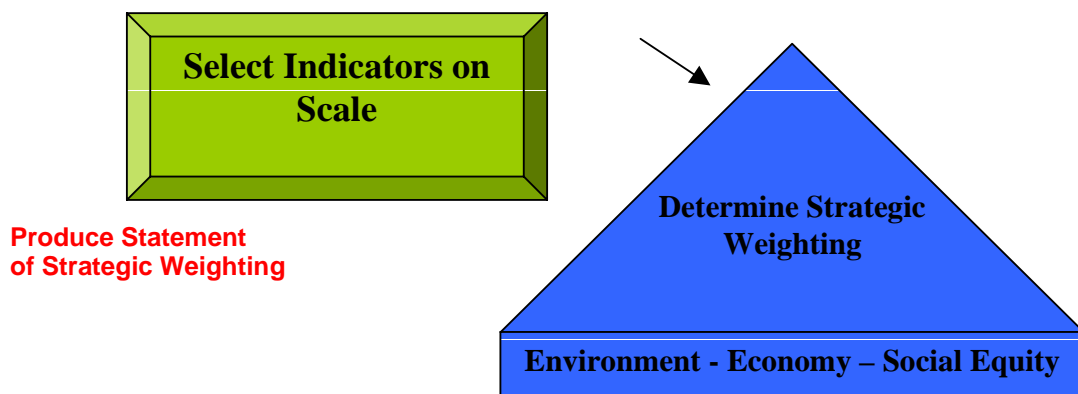 Select Indicators on
Scale
Determine Strategic
Weighting
Produce Statement
of Strategic Weighting
Environment - Economy – Social Equity